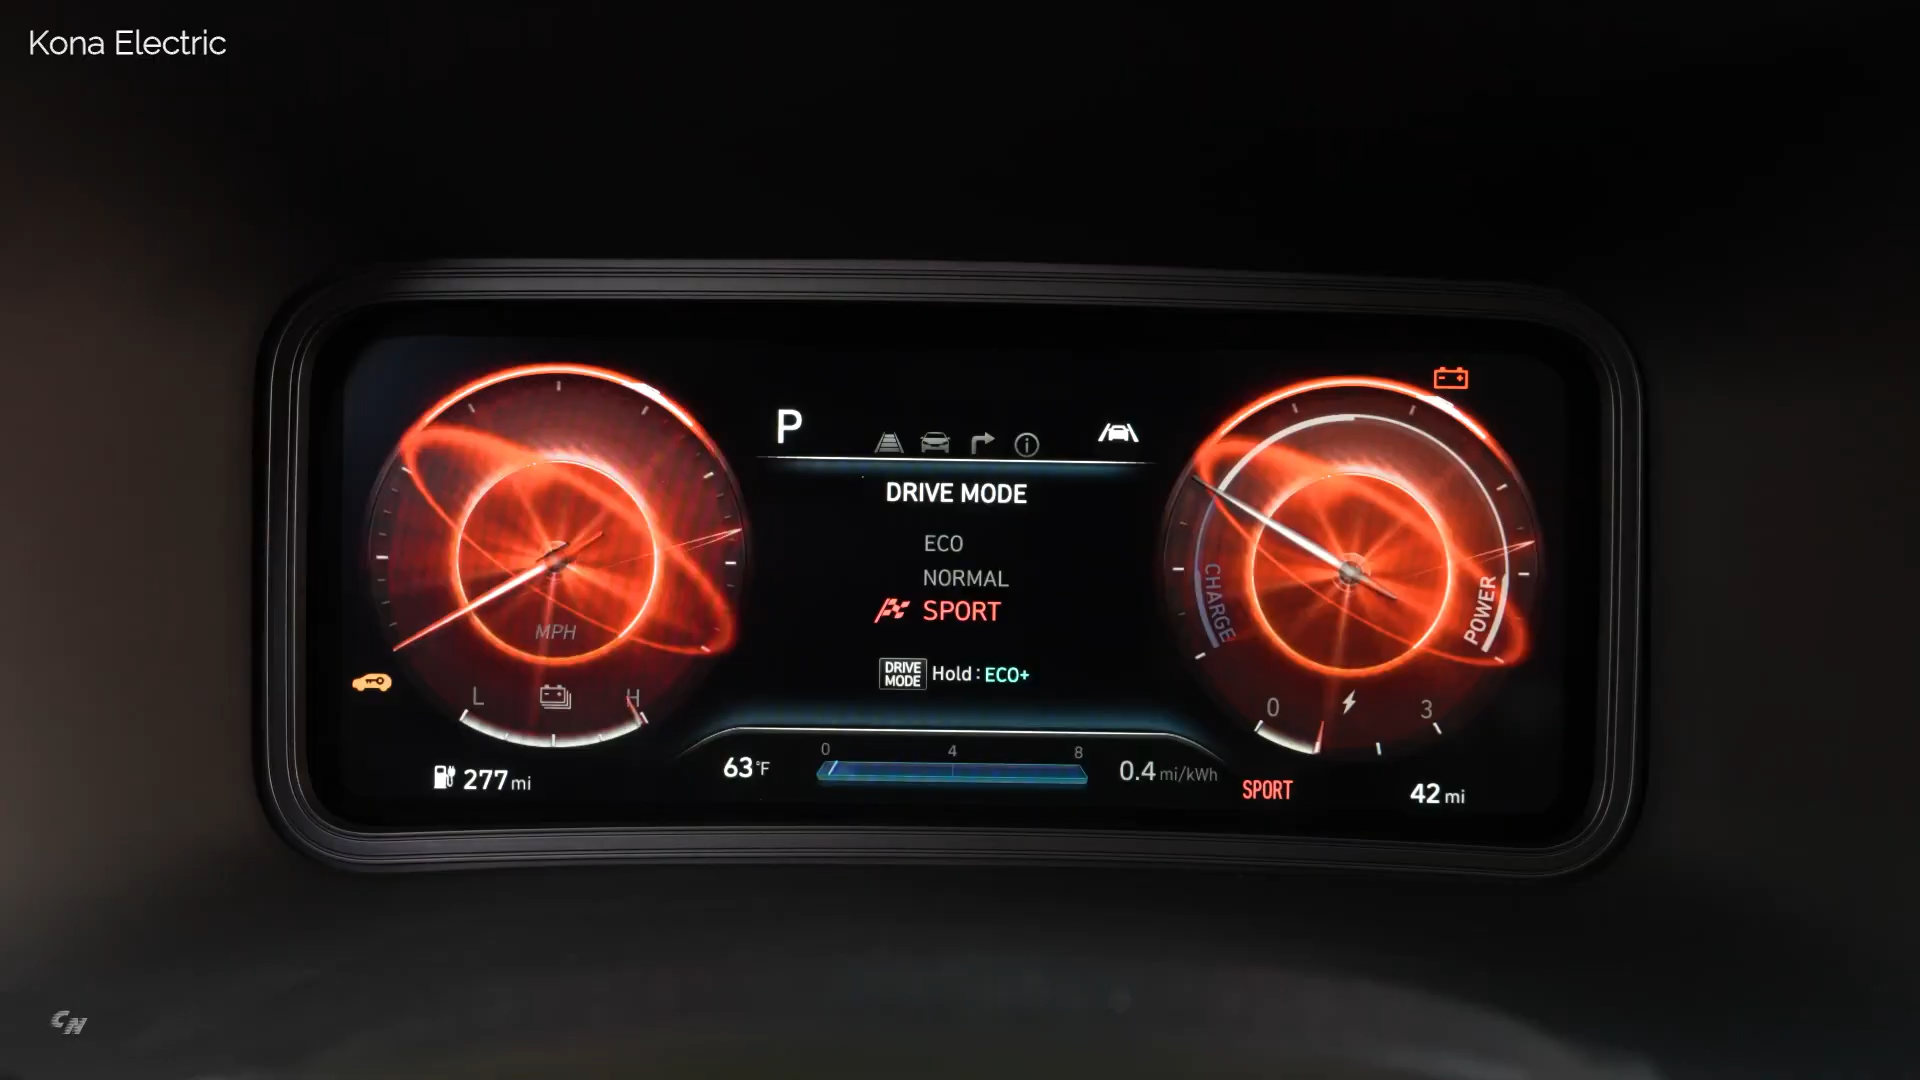 Kona Electric
P
DRIVE MODE
ECO
NORMAL
SPORT
DRIVE MODE Hold : ECO+
MPH
L H
CHARGE
POWER
0 3
277 mi
63°F
0 4 8
0.4 mi/kWh
SPORT
42 mi
CN